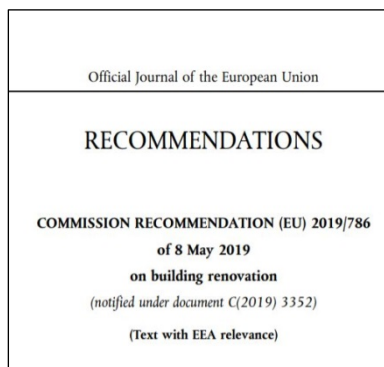 Official Journal of the European Union
RECOMMENDATIONS
COMMISSION RECOMMENDATION (EU) 2019/786
of 8 May 2019
on building renovation
(notified under document C(2019) 3352)
(Text with EEA relevance)